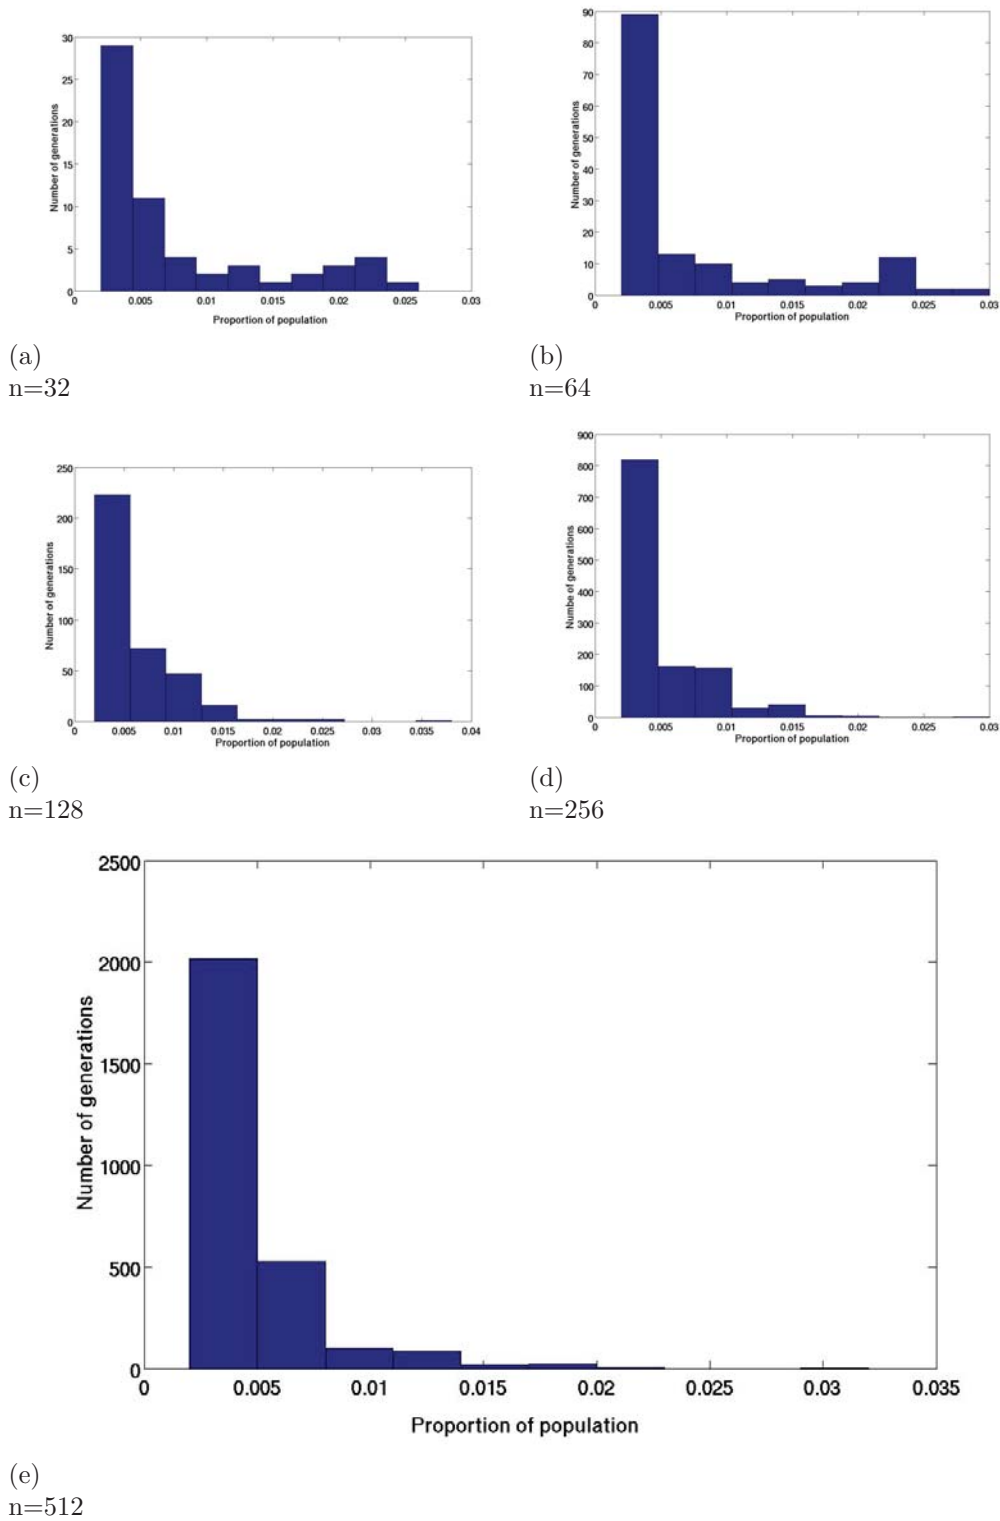 30
25
20
15
10
5
0
Number of generations
0 0.005 0.01 0.015 0.02 0.025 0.03
Proportion of population
(a)
n=32
90
80
70
60
50
40
30
20
10
0
Number of generations
0 0.005 0.01 0.015 0.02 0.025 0.03
Proportion of population
(b)
n=64
250
200
150
100
50
0
Number of generations
0 0.005 0.01 0.015 0.02 0.025 0.03 0.035 0.04
Proportion of population
(c)
n=128
900
800
700
600
500
400
300
200
100
0
Numbe of generations
0 0.005 0.01 0.015 0.02 0.025 0.03
Proportion of population
(d)
n=256
2500
2000
1500
1000
500
0
Number of generations
0 0.005 0.01 0.015 0.02 0.025 0.03 0.035
Proportion of population
(e)
n=512